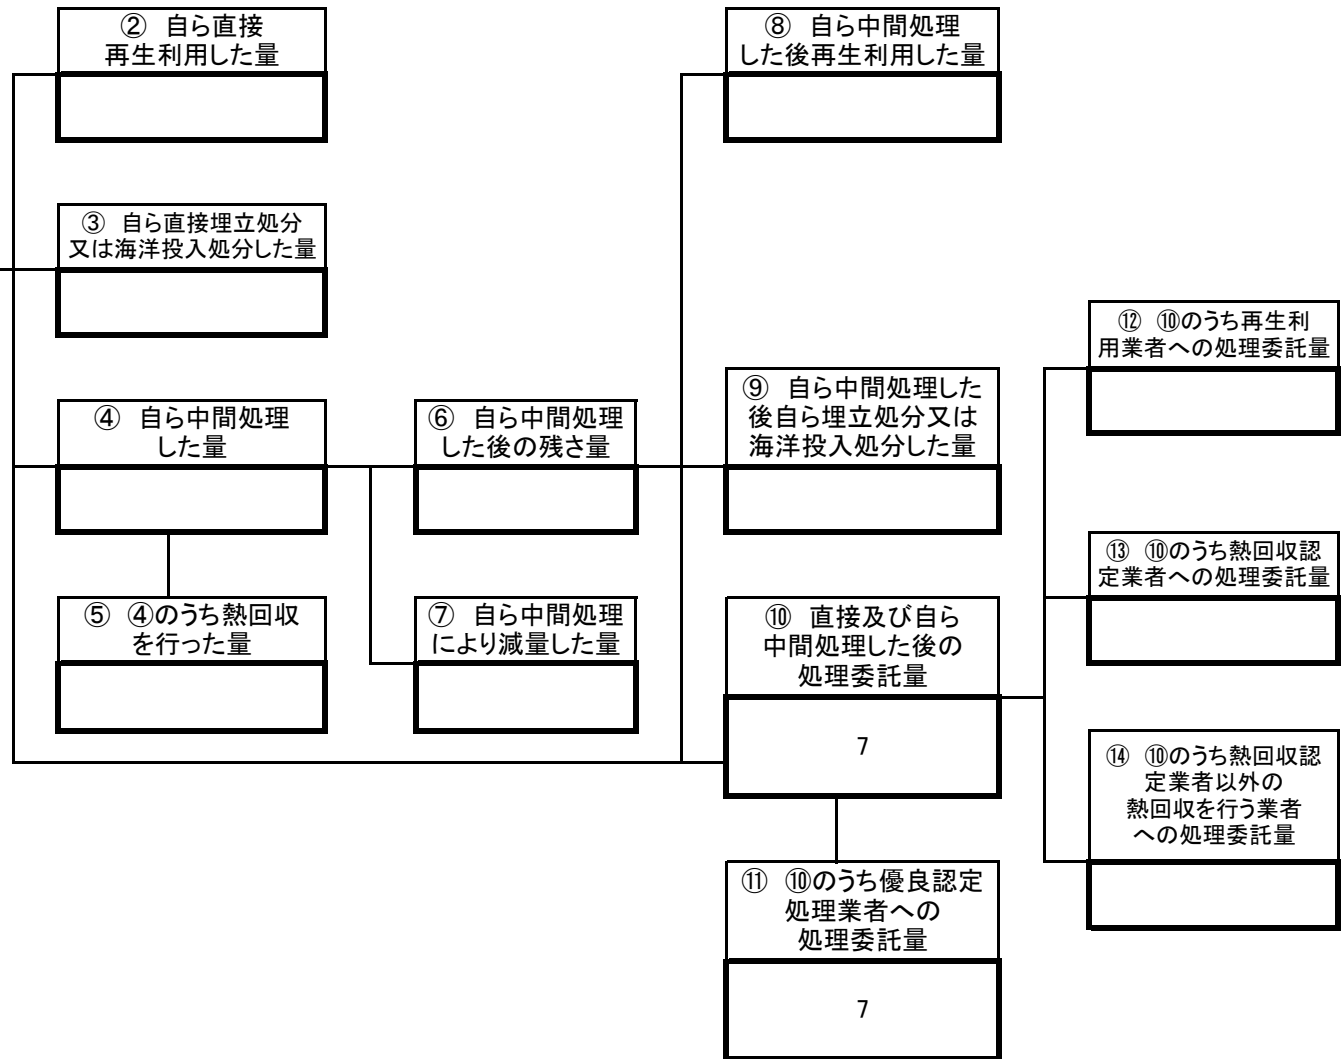 ② 自ら直接
再生利用した量
⑧ 自ら中間処理
した後再生利用した量
③ 自ら直接埋立処分
又は海洋投入処分した量
④ 自ら中間処理
した量
⑥ 自ら中間処理
した後の残さ量
⑨ 自ら中間処理した
後自ら埋立処分又は
海洋投入処分した量
⑫ ⑩のうち再生利
用業者への処理委託量
⑤ ④のうち熱回収
を行った量
⑦ 自ら中間処理
により減量した量
⑩ 直接及び自ら
中間処理した後の
処理委託量
7
⑬ ⑩のうち熱回収認
定業者への処理委託量
⑭ ⑩のうち熱回収認
定業者以外の
熱回収を行う業者
への処理委託量
⑪ ⑩のうち優良認定
処理業者への
処理委託量
7